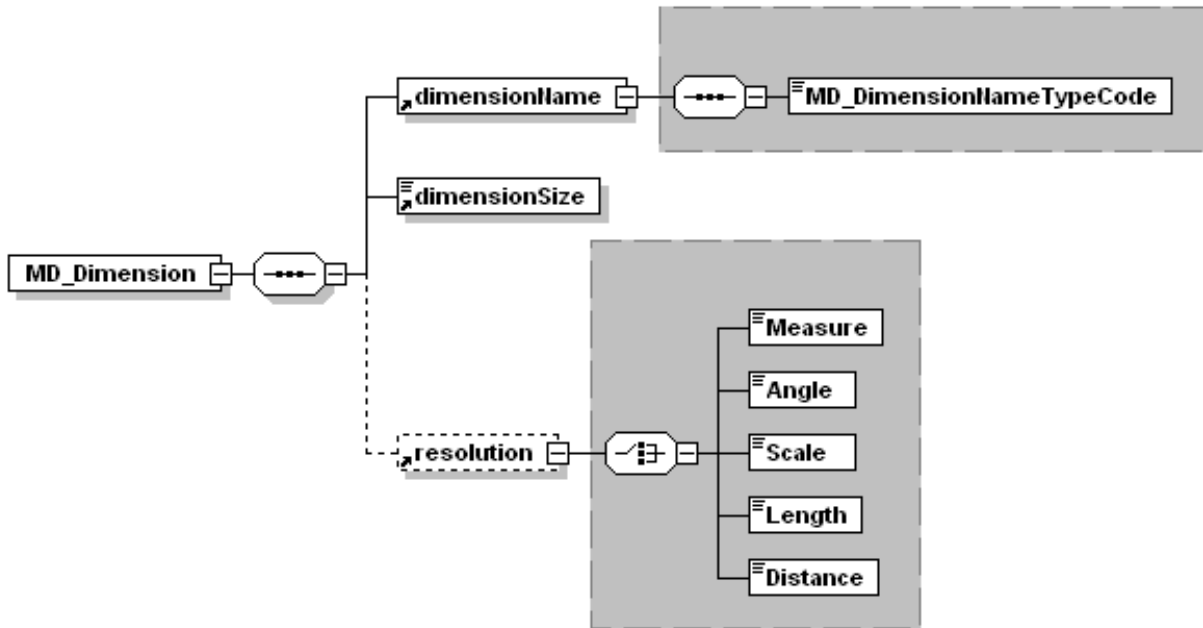 dimensionName
MD_DimensionNameTypeCode
dimensionSize
MD_Dimension
Measure
Angle
resolution
Scale
Length
Distance